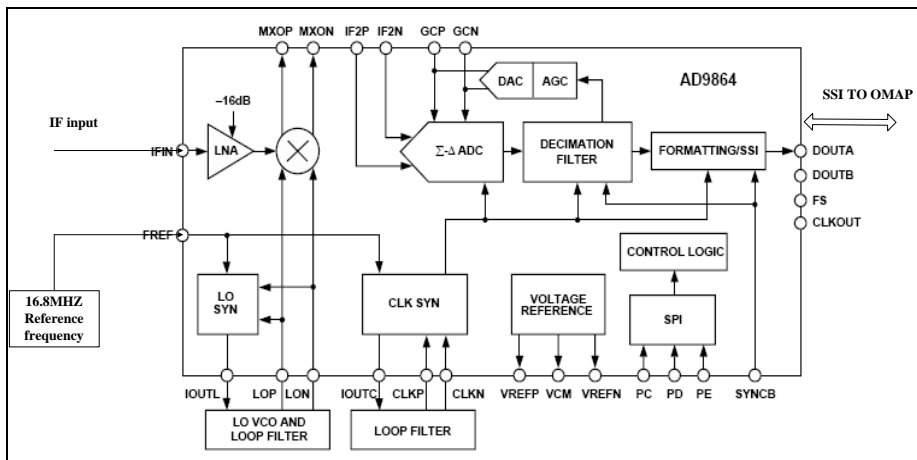 MXOP MXON IF2P IF2N GCP GCN
DAC AGC
AD9864
SSI TO OMAP
–16dB
IF input
IFIN
LNA
Σ-Δ ADC
DECIMATION
FILTER
FORMATTING/SSI
DOUTA
DOUTB
FS
CLKOUT
FREF
CONTROL LOGIC
16.8MHZ
Reference
frequency
LO
SYN
CLK SYN
VOLTAGE
REFERENCE
SPI
IOUTL LOP LON IOUTC CLKP CLKN VREFP VCM VREFN PC PD PE SYNCB
LO VCO AND
LOOP FILTER
LOOP FILTER